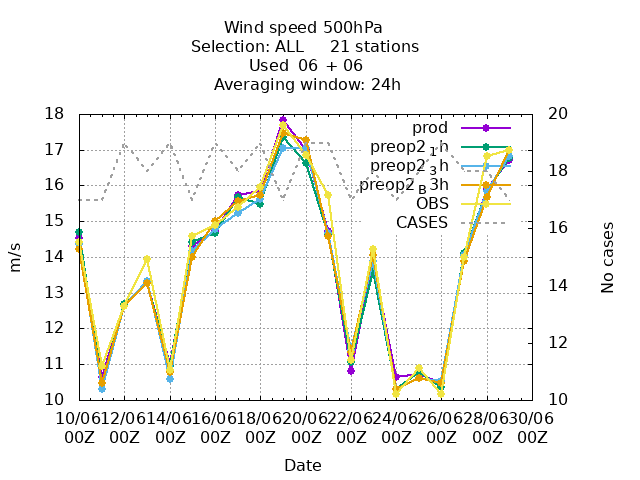 Wind speed 500hPa
Selection: ALL 21 stations
Used 06 + 06
Averaging window: 24h
18 20
17 prod
preop2_1h
16 18 preop2_3h
preop2_B3h
15 16 OBS
CASES
14
13 14
12 12
11
10 10
m/s
No cases
10/06 12/06 14/06 16/06 18/06 20/06 22/06 24/06 26/06 28/06 30/06
00Z 00Z 00Z 00Z 00Z 00Z 00Z 00Z 00Z 00Z 00Z
Date